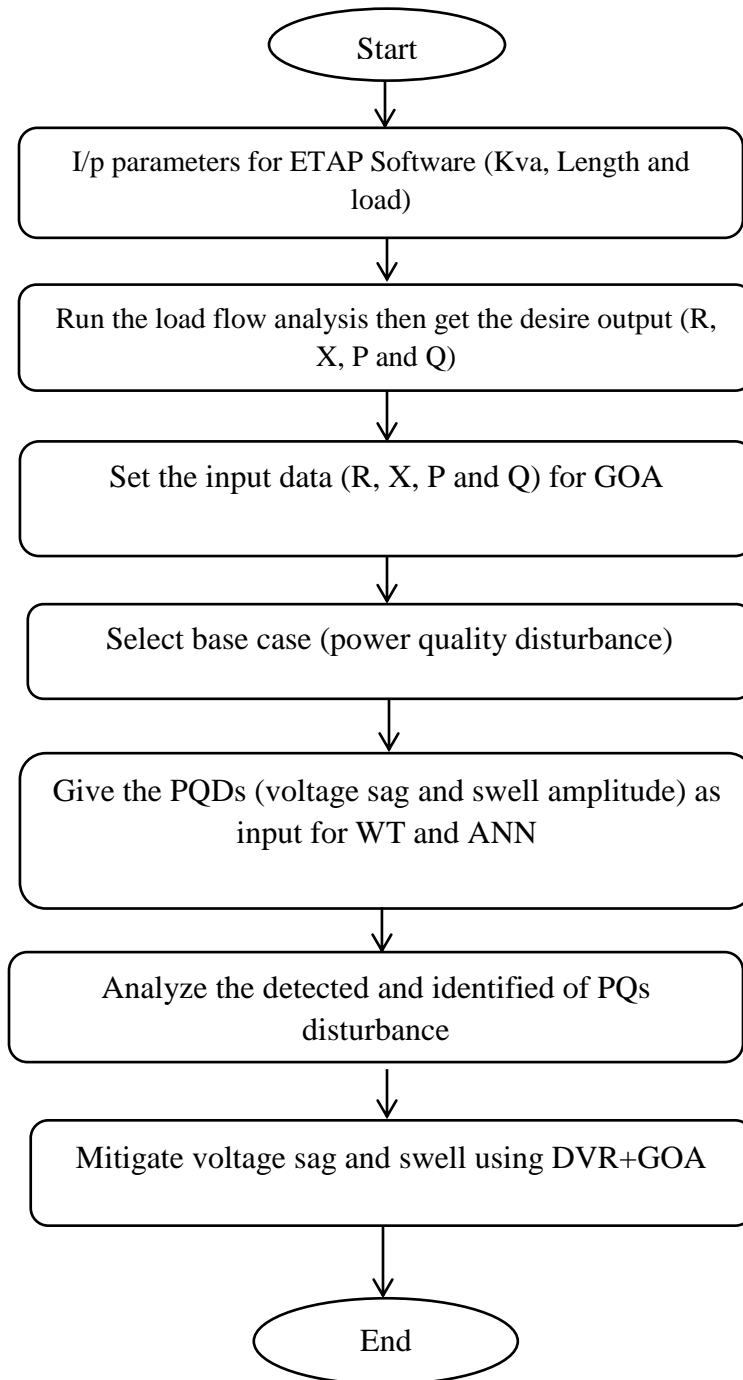 Start
I/p parameters for ETAP Software (Kva, Length and
load)
Run the load flow analysis then get the desire output (R,
X, P and Q)
Set the input data (R, X, P and Q) for GOA
Select base case (power quality disturbance)
Give the PQDs (voltage sag and swell amplitude) as
input for WT and ANN
Analyze the detected and identified of PQs
disturbance
Mitigate voltage sag and swell using DVR+GOA
End